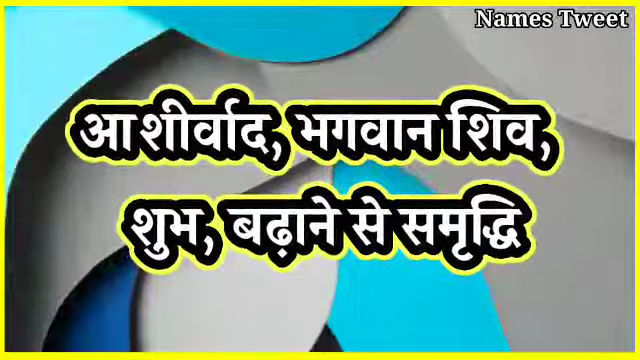 Names Tweet
आशीर्वाद, भगवान शिव,
शुभ, बढ़ाने से समृद्धि